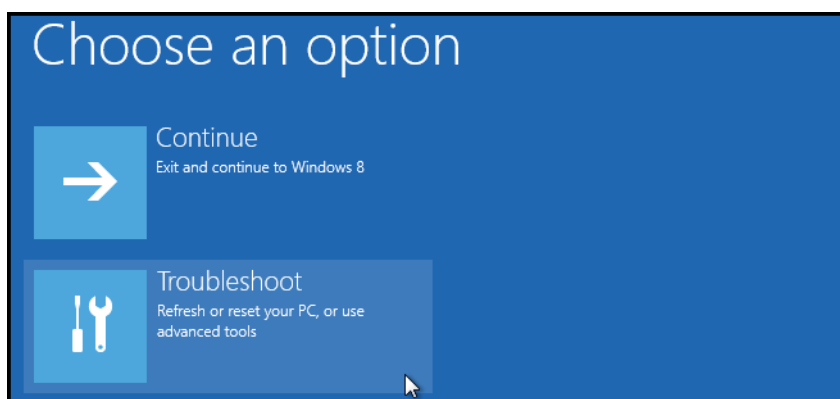 Choose an option
Continue
Exit and continue to Windows 8
Troubleshoot
Refresh or reset your PC, or use
advanced tools